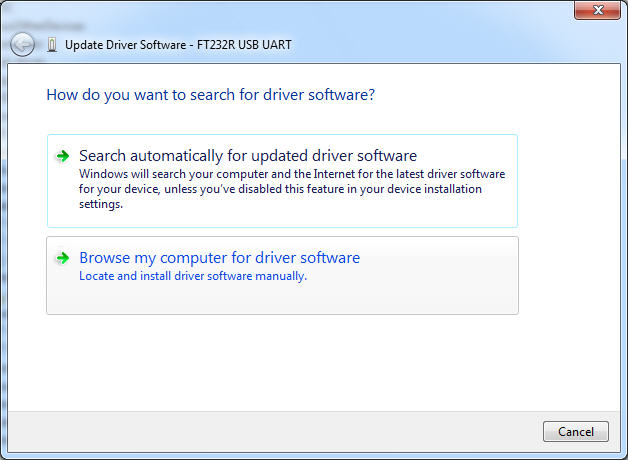 Update Driver Software - FT232R USB UART
How do you want to search for driver software?
Search automatically for updated driver software
Windows will search your computer and the Internet for the latest driver software
for your device, unless you've disabled this feature in your device installation
settings.
Browse my computer for driver software
Locate and install driver software manually.
Cancel